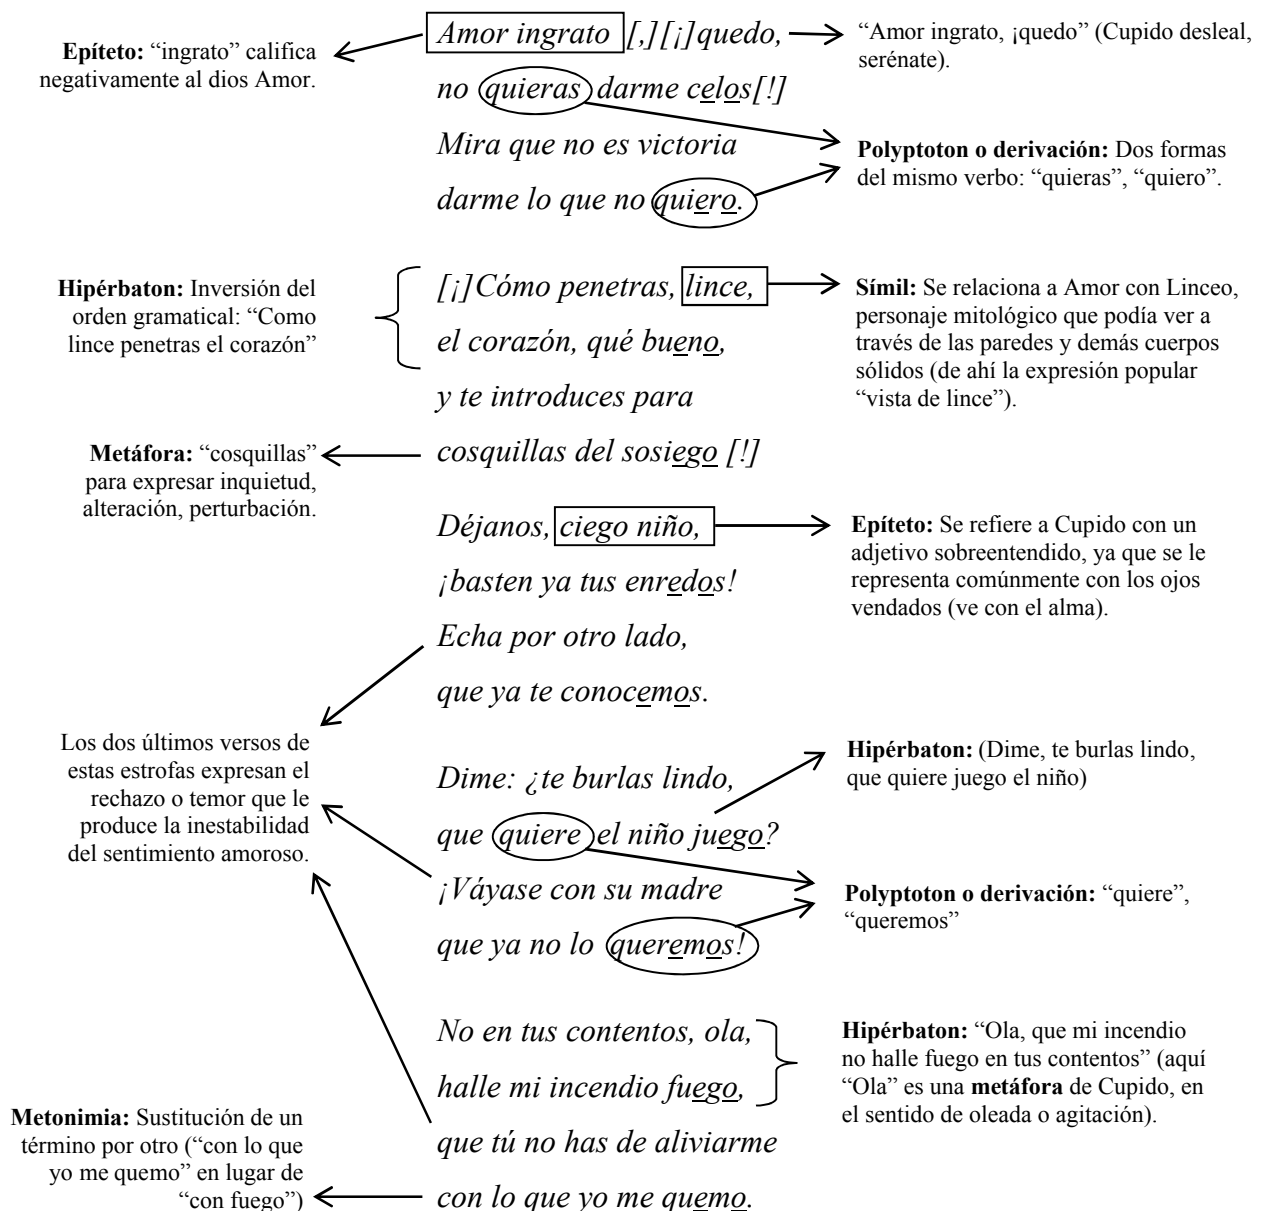 Amor ingrato [,][¡]quedo,
no quieras darme celos[!]
Mira que no es victoria
darme lo que no quiero.
[¡]Cómo penetras, lince,
el corazón, qué bueno,
y te introduces para
cosquillas del sosiego [!]
Déjanos, ciego niño,
¡basten ya tus enredos!
Echa por otro lado,
que ya te conocemos.
Dime: ¿te burlas lindo,
que quiere el niño juego?
¡Váyase con su madre
que ya no lo queremos!
No en tus contentos, ola,
halle mi incendio fuego,
que tú no has de aliviarme
con lo que yo me quemo.
Epíteto: “ingrato” califica
negativamente al dios Amor.
Hipérbaton: Inversión del
orden gramatical: “Como
lince penetras el corazón”
Metáfora: “cosquillas”
para expresar inquietud,
alteración, perturbación.
Los dos últimos versos de
estas estrofas expresan el
rechazo o temor que le
produce la inestabilidad
del sentimiento amoroso.
Metonimia: Sustitución de un
término por otro (“con lo que
yo me quemo” en lugar de
“con fuego”)
“Amor ingrato, ¡quedo” (Cupido desleal,
serénate).
Polyptoton o derivación: Dos formas
del mismo verbo: “quieras”, “quiero”.
Símil: Se relaciona a Amor con Linceo,
personaje mitológico que podía ver a
través de las paredes y demás cuerpos
sólidos (de ahí la expresión popular
“vista de lince”).
Epíteto: Se refiere a Cupido con un
adjetivo sobreentendido, ya que se le
representa comúnmente con los ojos
vendados (ve con el alma).
Hipérbaton: (Dime, te burlas lindo,
que quiere juego el niño)
Polyptoton o derivación: “quiere”,
“queremos”
Hipérbaton: “Ola, que mi incendio
no halle fuego en tus contentos” (aquí
“Ola” es una metáfora de Cupido, en
el sentido de oleada o agitación).